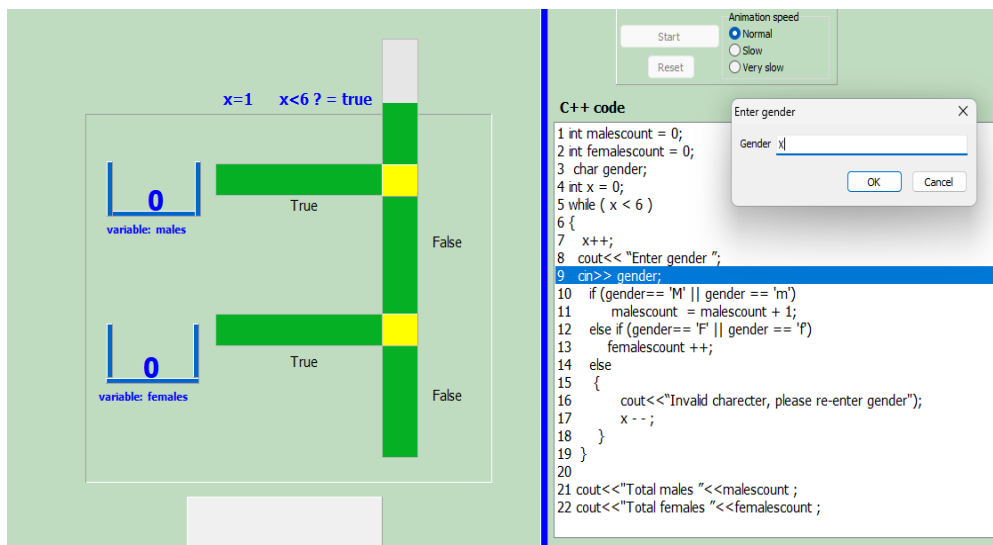 Animation speed
Start
Normal
Slow
Reset
Very slow
x=1 x<6 ? = true
C++ code
Enter gender
Gender x
OK Cancel
0
variable: males
True
False
0
variable: females
True
False
1 int malescount = 0;
2 int femalescount = 0;
3 char gender;
4 int x = 0;
5 while ( x < 6 )
6 {
7 x++;
8 cout<< “Enter gender ”;
9 cin>> gender;
10 if (gender== 'M' || gender == 'm')
11 malescount = malescount + 1;
12 else if (gender== 'F' || gender == 'f')
13 femalescount ++;
14 else
15 {
16 cout<<“Invalid charecter, please re-enter gender");
17 x - - ;
18 }
19 }
20
21 cout<<"Total males ”<<malescount ;
22 cout<<"Total females ”<<femalescount ;